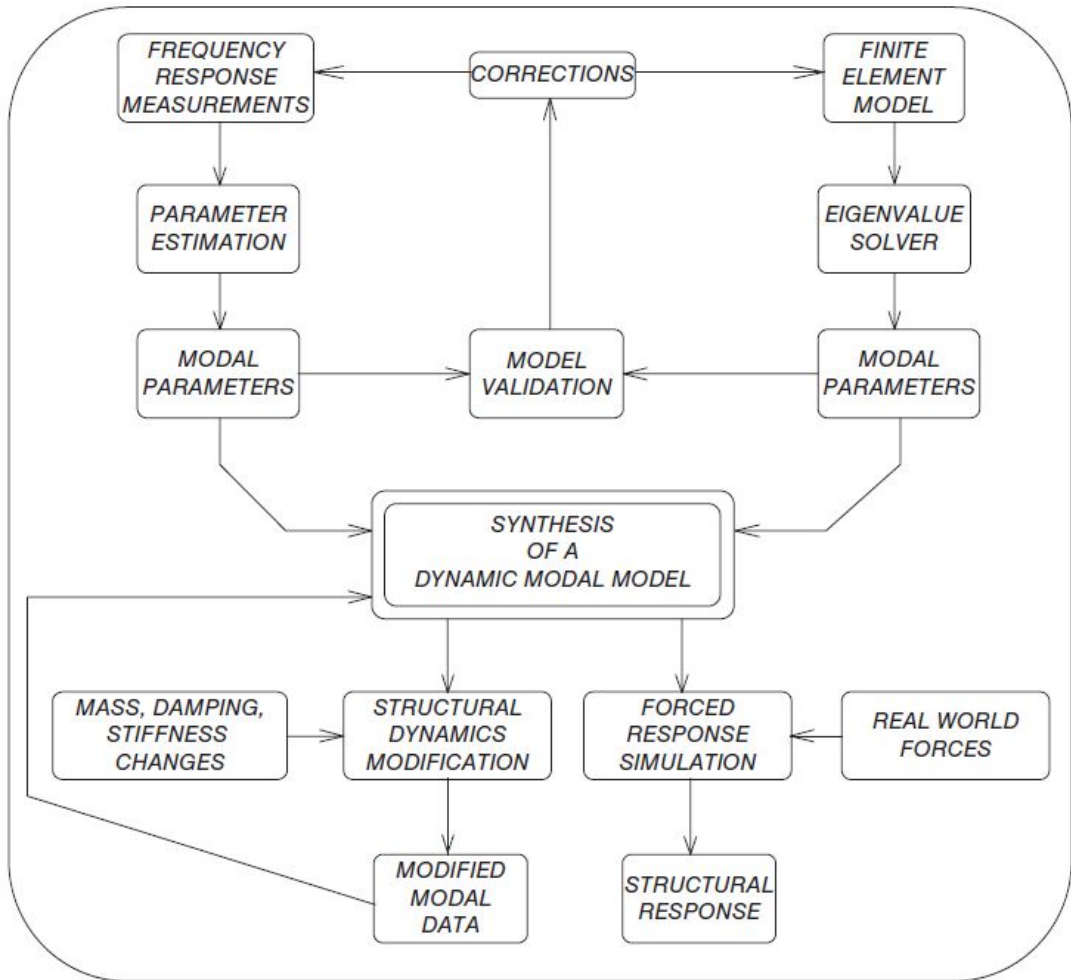 FREQUENCY
RESPONSE
MEASUREMENTS
CORRECTIONS
FINITE
ELEMENT
MODEL
PARAMETER
ESTIMATION
EIGENVALUE
SOLVER
MODAL
PARAMETERS
MODEL
VALIDATION
MODAL
PARAMETERS
SYNTHESIS
OF A
DYNAMIC MODAL MODEL
MASS, DAMPING,
STIFFNESS
CHANGES
STRUCTURAL
DYNAMICS
MODIFICATION
FORCED
RESPONSE
SIMULATION
REAL WORLD
FORCES
MODIFIED
MODAL
DATA
STRUCTURAL
RESPONSE